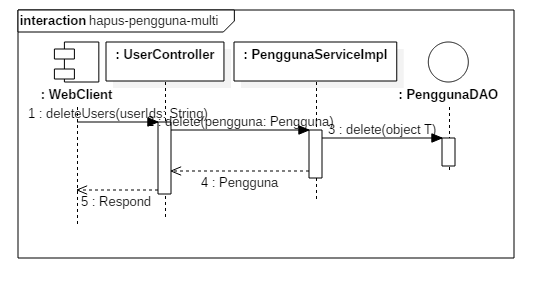 interaction hapus-pengguna-multi
: UserController
: PenggunaServiceImpl
: WebClient
: PenggunaDAO
1 : deleteUsers(userIds: String)
: delete(pengguna: Pengguna)
3 : delete(object T)
4 : Pengguna
5 : Respond